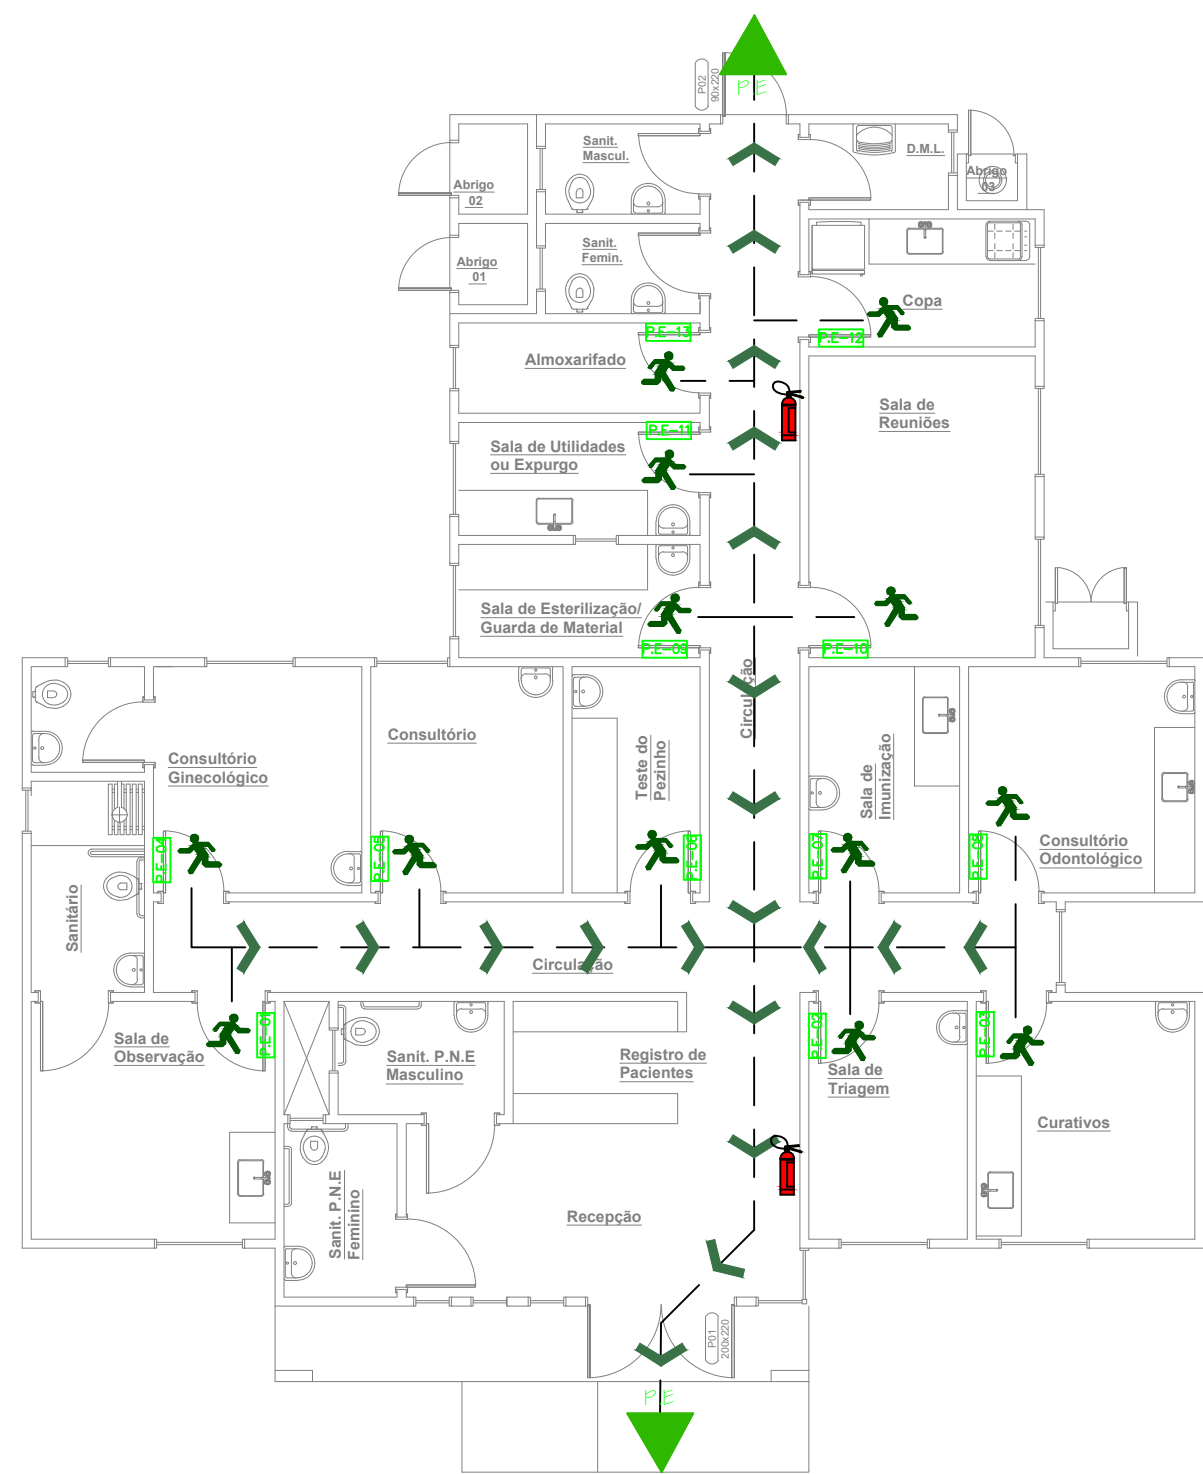 P02
90x220
P.E
Sanit.
Mascul.
D.M.L.
Abrigo
03
Abrigo
02
Sanit.
Femin.
Abrigo
01
Copa
P.E-13
P.E-12
Almoxarifado
Sala de
Reuniões
P.E-11
Sala de Utilidades
ou Expurgo
Sala de Esterilização/
Guarda de Material
P.E-09
P.E-10
Circulação
Consultório
Ginecológico
Consultório
Teste do
Pezinho
Sala de
Imunização
Consultório
Odontológico
P.E-04
P.E-05
P.E-06
P.E-07
P.E-08
Sanitário
Circulação
Sala de
Observação
P.E-01
Sanit. P.N.E
Masculino
Registro de
Pacientes
P.E-02
Sala de
Triagem
P.E-03
Curativos
Sanit. P.N.E
Feminino
Recepção
P01
200x220
P.E